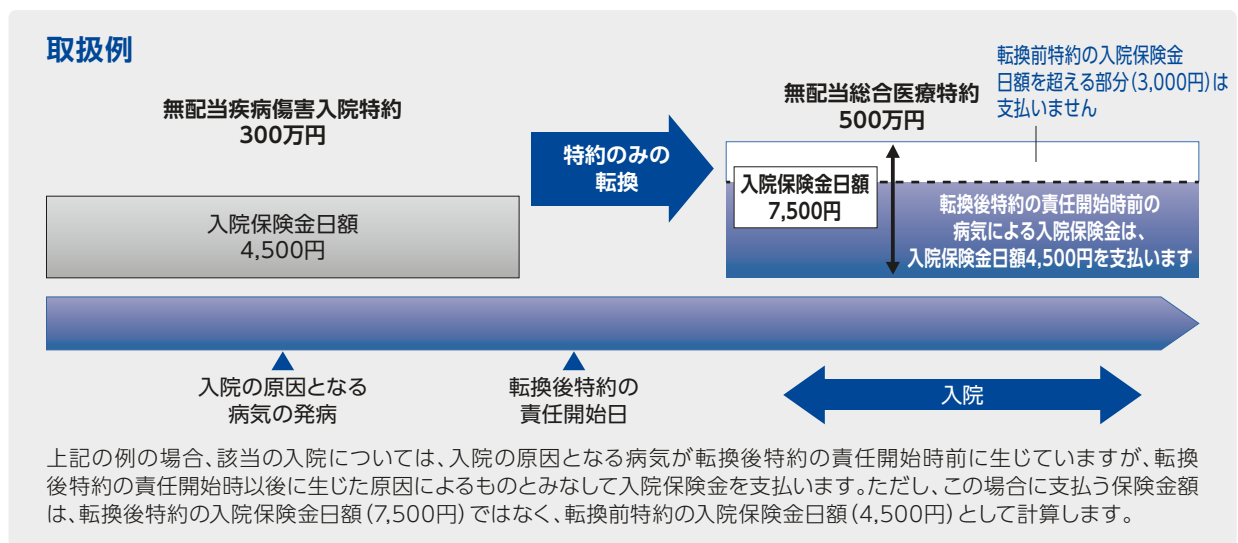 取扱例
無配当疾病傷害入院特約
300万円
入院保険金日額
4,500円
特約のみの
転換
無配当総合医療特約
500万円
転換前特約の入院保険金
日額を超える部分(3,000円)は
支払いません
入院保険金日額
7,500円
転換後特約の責任開始時前の
病気による入院保険金は、
入院保険金日額4,500円を支払います
入院の原因となる
病気の発病
転換後特約の
責任開始日
入院
上記の例の場合、該当の入院については、入院の原因となる病気が転換後特約の責任開始時前に生じていますが、転換
後特約の責任開始時以後に生じた原因によるものとみなして入院保険金を支払います。ただし、この場合に支払う保険金額
は、転換後特約の入院保険金日額(7,500円)ではなく、転換前特約の入院保険金日額(4,500円)として計算します。